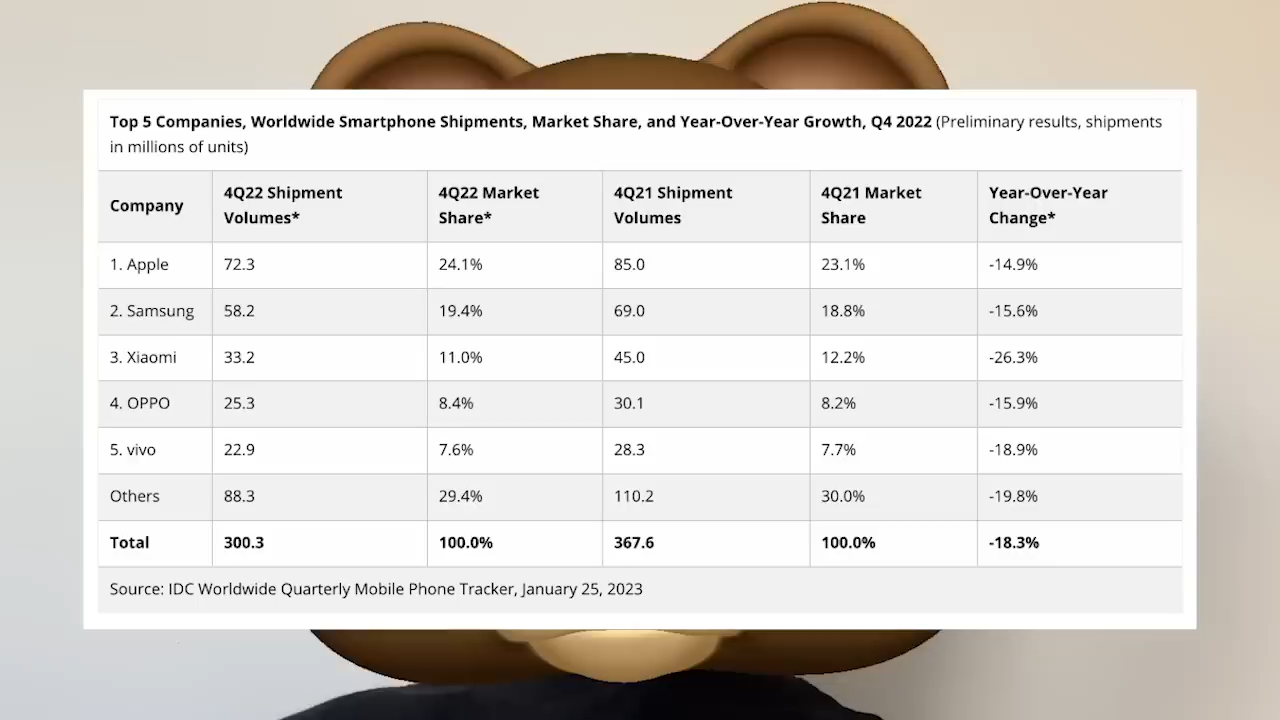 Top 5 Companies, Worldwide Smartphone Shipments, Market Share, and Year-Over-Year Growth, Q4 2022 (Preliminary results, shipments
in millions of units)
Company 4Q22 Shipment Volumes* 4Q22 Market Share* 4Q21 Shipment Volumes 4Q21 Market Share Year-Over-Year Change*
1. Apple 72.3 24.1% 85.0 23.1% -14.9%
2. Samsung 58.2 19.4% 69.0 18.8% -15.6%
3. Xiaomi 33.2 11.0% 45.0 12.2% -26.3%
4. OPPO 25.3 8.4% 30.1 8.2% -15.9%
5. vivo 22.9 7.6% 28.3 7.7% -18.9%
Others 88.3 29.4% 110.2 30.0% -19.8%
Total 300.3 100.0% 367.6 100.0% -18.3%
Source: IDC Worldwide Quarterly Mobile Phone Tracker, January 25, 2023